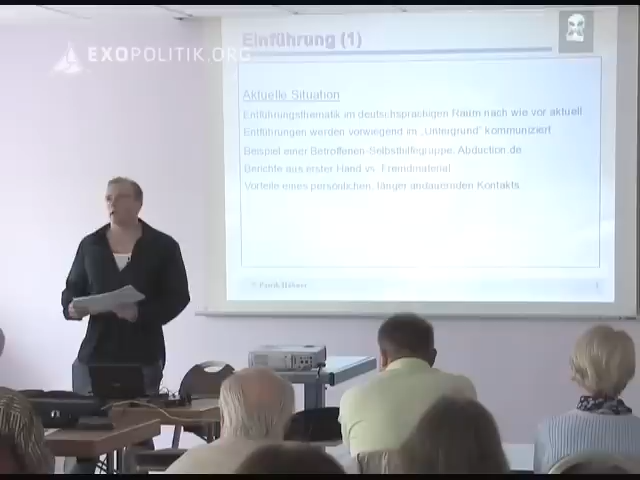 EXOPOLITIK.ORG
Einführung (1)
Aktuelle Situation
Entführungsthematik im deutschsprachigen Raum nach wie vor aktuell
Entführungen werden vorwiegend im „Untergrund“ kommuniziert
Beispiel einer Betroffenen-Selbsthilfegruppe, Abduction.de
Berichte aus erster Hand vs. Fremdmaterial
Vorteile eines persönlichen, länger andauernden Kontakts